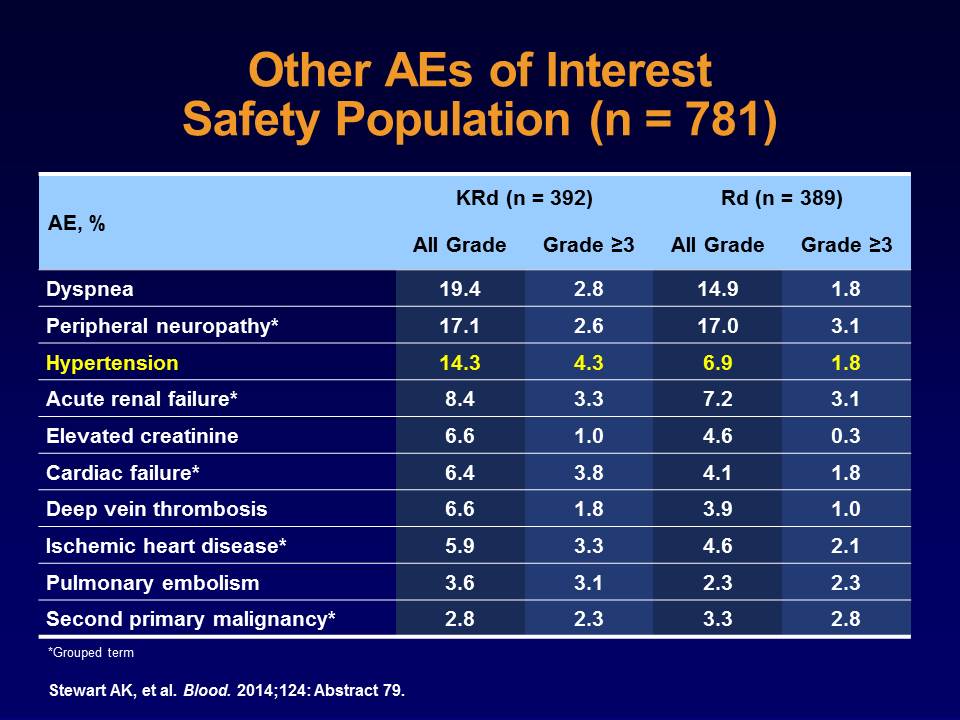 Other AEs of Interest
Safety Population (n = 781)
AE, % KRd (n = 392) Rd (n = 389)
All Grade Grade ≥3 All Grade Grade ≥3
Dyspnea 19.4 2.8 14.9 1.8
Peripheral neuropathy* 17.1 2.6 17.0 3.1
Hypertension 14.3 4.3 6.9 1.8
Acute renal failure* 8.4 3.3 7.2 3.1
Elevated creatinine 6.6 1.0 4.6 0.3
Cardiac failure* 6.4 3.8 4.1 1.8
Deep vein thrombosis 6.6 1.8 3.9 1.0
Ischemic heart disease* 5.9 3.3 4.6 2.1
Pulmonary embolism 3.6 3.1 2.3 2.3
Second primary malignancy* 2.8 2.3 3.3 2.8
*Grouped term
Stewart AK, et al. Blood. 2014;124: Abstract 79.